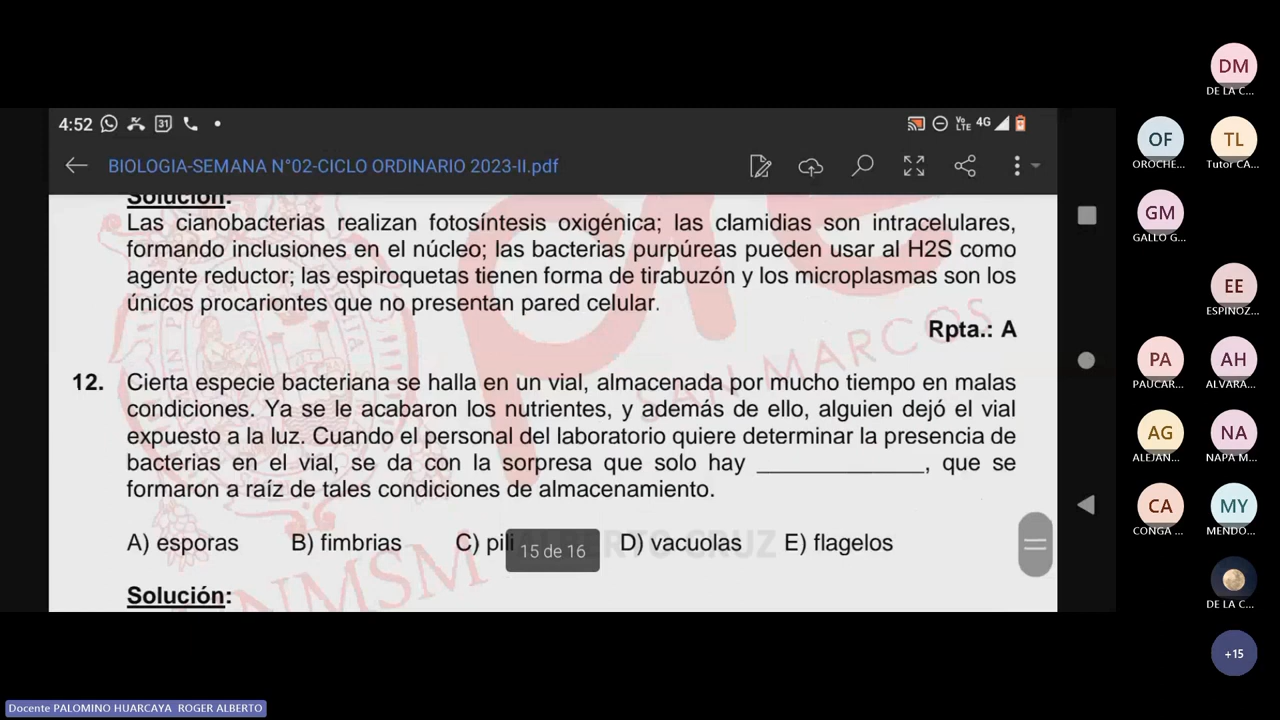 DM
DE LA C...
4:52 31 Vo LTE 4G
OF
OROCHE...
TL
Tutor CA...
BIOLOGIA-SEMANA N°02-CICLO ORDINARIO 2023-II.pdf
Solución:
Las cianobacterias realizan fotosíntesis oxigénica; las clamidias son intracelulares,
formando inclusiones en el núcleo; las bacterias purpúreas pueden usar al H2S como
agente reductor; las espiroquetas tienen forma de tirabuzón y los microplasmas son los
únicos procariontes que no presentan pared celular.
pre
SAN MARCOS
Rpta.: A
GM
GALLO G...
EE
ESPINOZ...
12. Cierta especie bacteriana se halla en un vial, almacenada por mucho tiempo en malas
condiciones. Ya se le acabaron los nutrientes, y además de ello, alguien dejó el vial
expuesto a la luz. Cuando el personal del laboratorio quiere determinar la presencia de
bacterias en el vial, se da con la sorpresa que solo hay _____________, que se
formaron a raíz de tales condiciones de almacenamiento.
PA
PAUCAR...
AH
ALVARA...
AG
ALEJAN...
NA
NAPA M...
A) esporas B) fimbrias C) pili D) vacuolas E) flagelos
15 de 16
UNMSM
CA
CONGA ...
MY
MENDO...
Solución:
DE LA C...
+15
Docente PALOMINO HUARCAYA ROGER ALBERTO